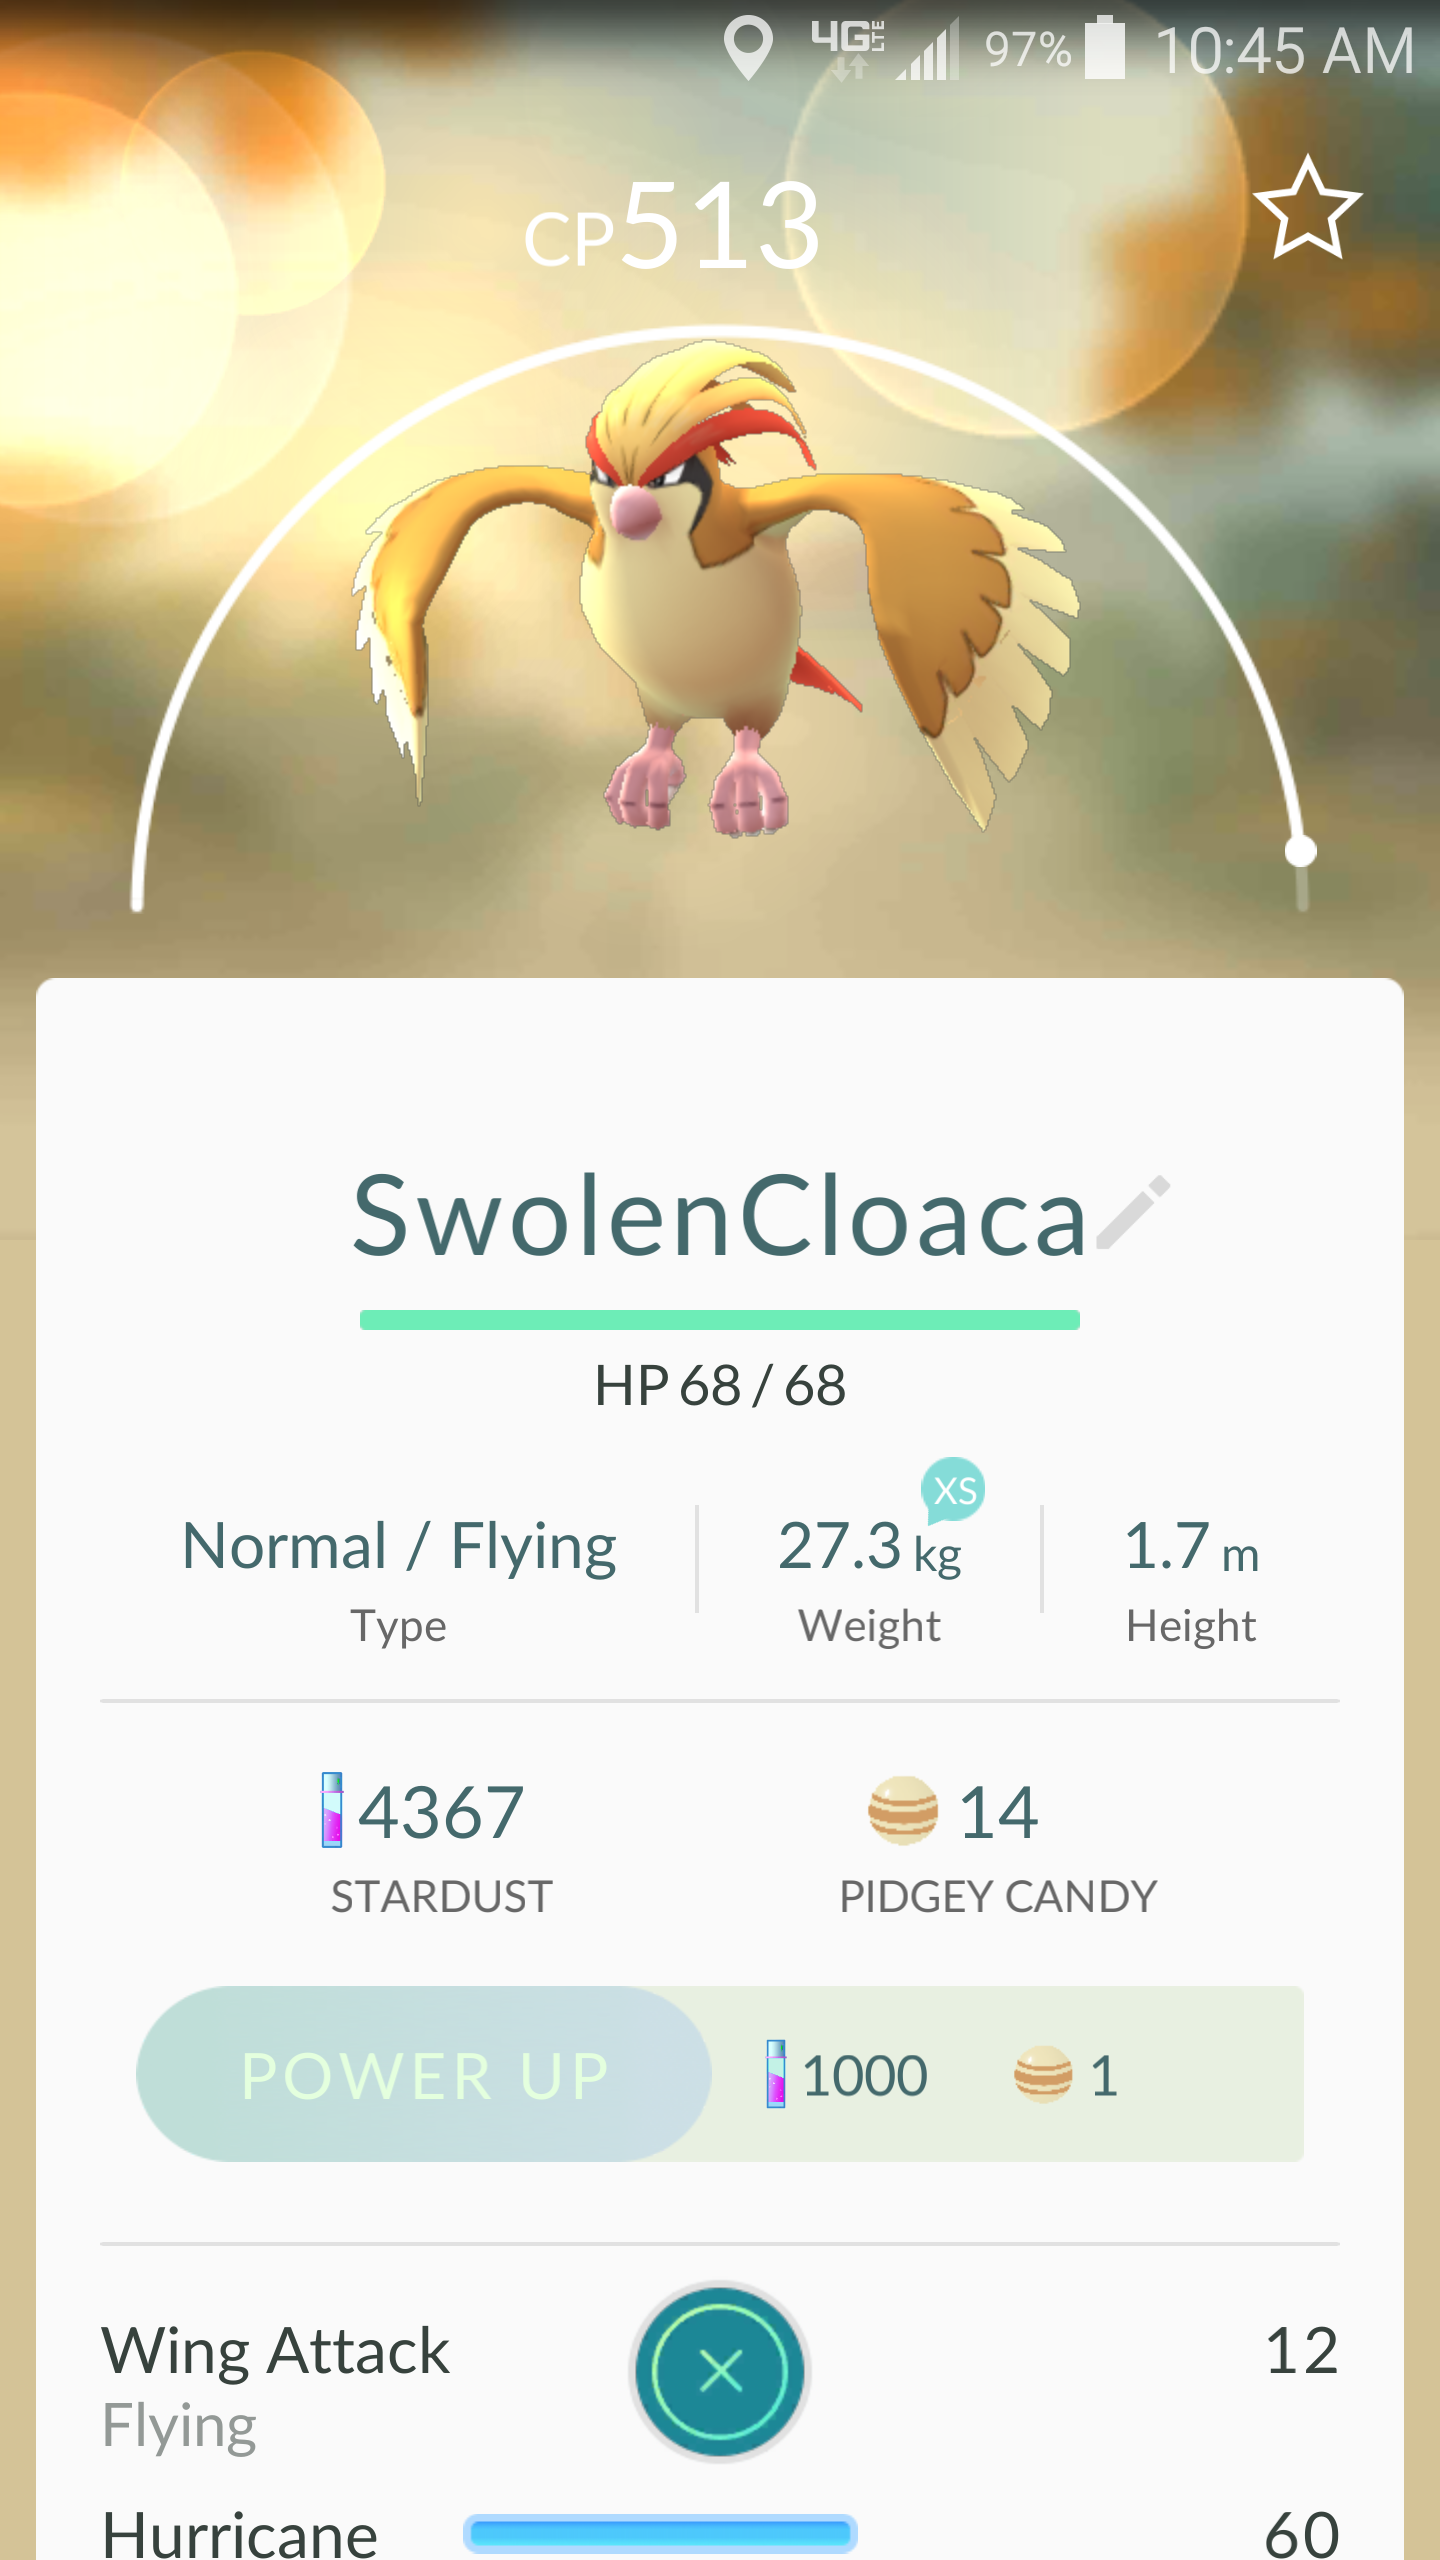 4G LTE 97% 10:45 AM
CP513
SwolenCloaca
HP 68 / 68
XS
Normal / Flying 27.3 kg 1.7 m
Type Weight Height
4367 14
STARDUST PIDGEY CANDY
POWER UP 1000 1
Wing Attack 12
Flying
Hurricane 60